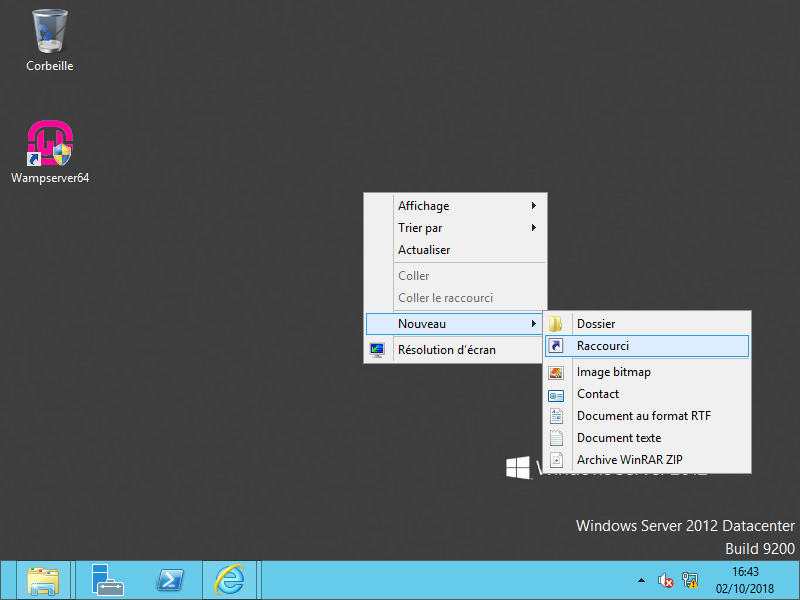 Corbeille
Wampserver64
Affichage
Trier par
Actualiser
Coller
Coller le raccourci
Nouveau
Résolution d'écran
Dossier
Raccourci
Image bitmap
Contact
Document au format RTF
Document texte
Archive WinRAR ZIP
Windows Server 2012 Datacenter
Build 9200
16:43
02/10/2018